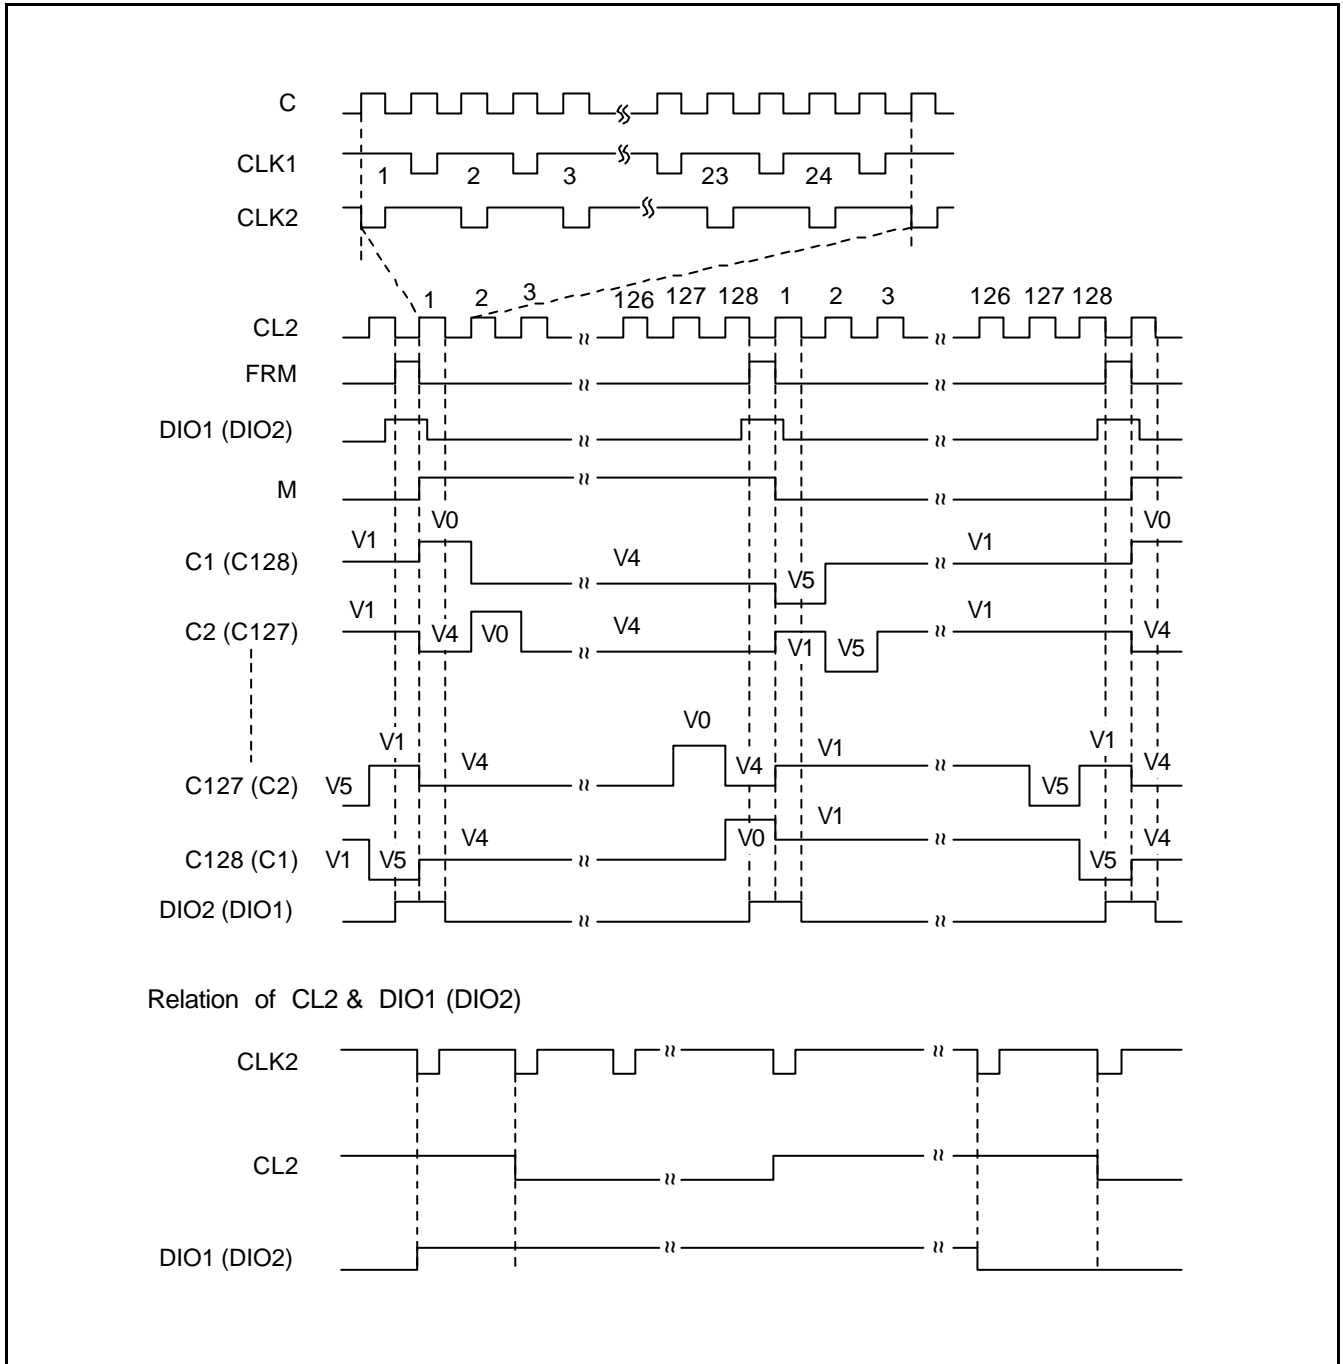 C
CLK1
1 2 3 23 24
CLK2
1 2 3 126 127 128 1 2 3 126 127 128
CL2
FRM
DIO1 (DIO2)
M
V0 V0
V1 V4 V1
C1 (C128) V5
V1 V4 V1
C2 (C127) V4 V0 V1 V5 V4
V0
V1 V4 V4 V1 V1 V4
C127 (C2) V5 V5
V4 V0 V1 V4
C128 (C1) V1 V5 V5
DIO2 (DIO1)
Relation of CL2 & DIO1 (DIO2)
CLK2
CL2
DIO1 (DIO2)